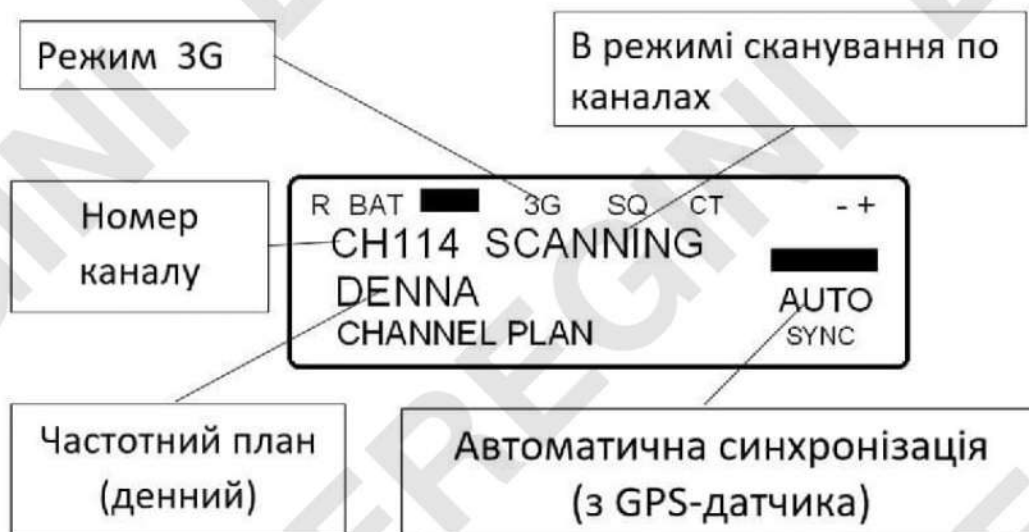 Режим 3G
В режимі сканування по
каналах
Номер
каналу
R BAT 3G SQ CT - +
CH114 SCANNING
DENNA
AUTO
CHANNEL PLAN
SYNC
Частотний план
(денний)
Автоматична синхронізація
(з GPS-датчика)